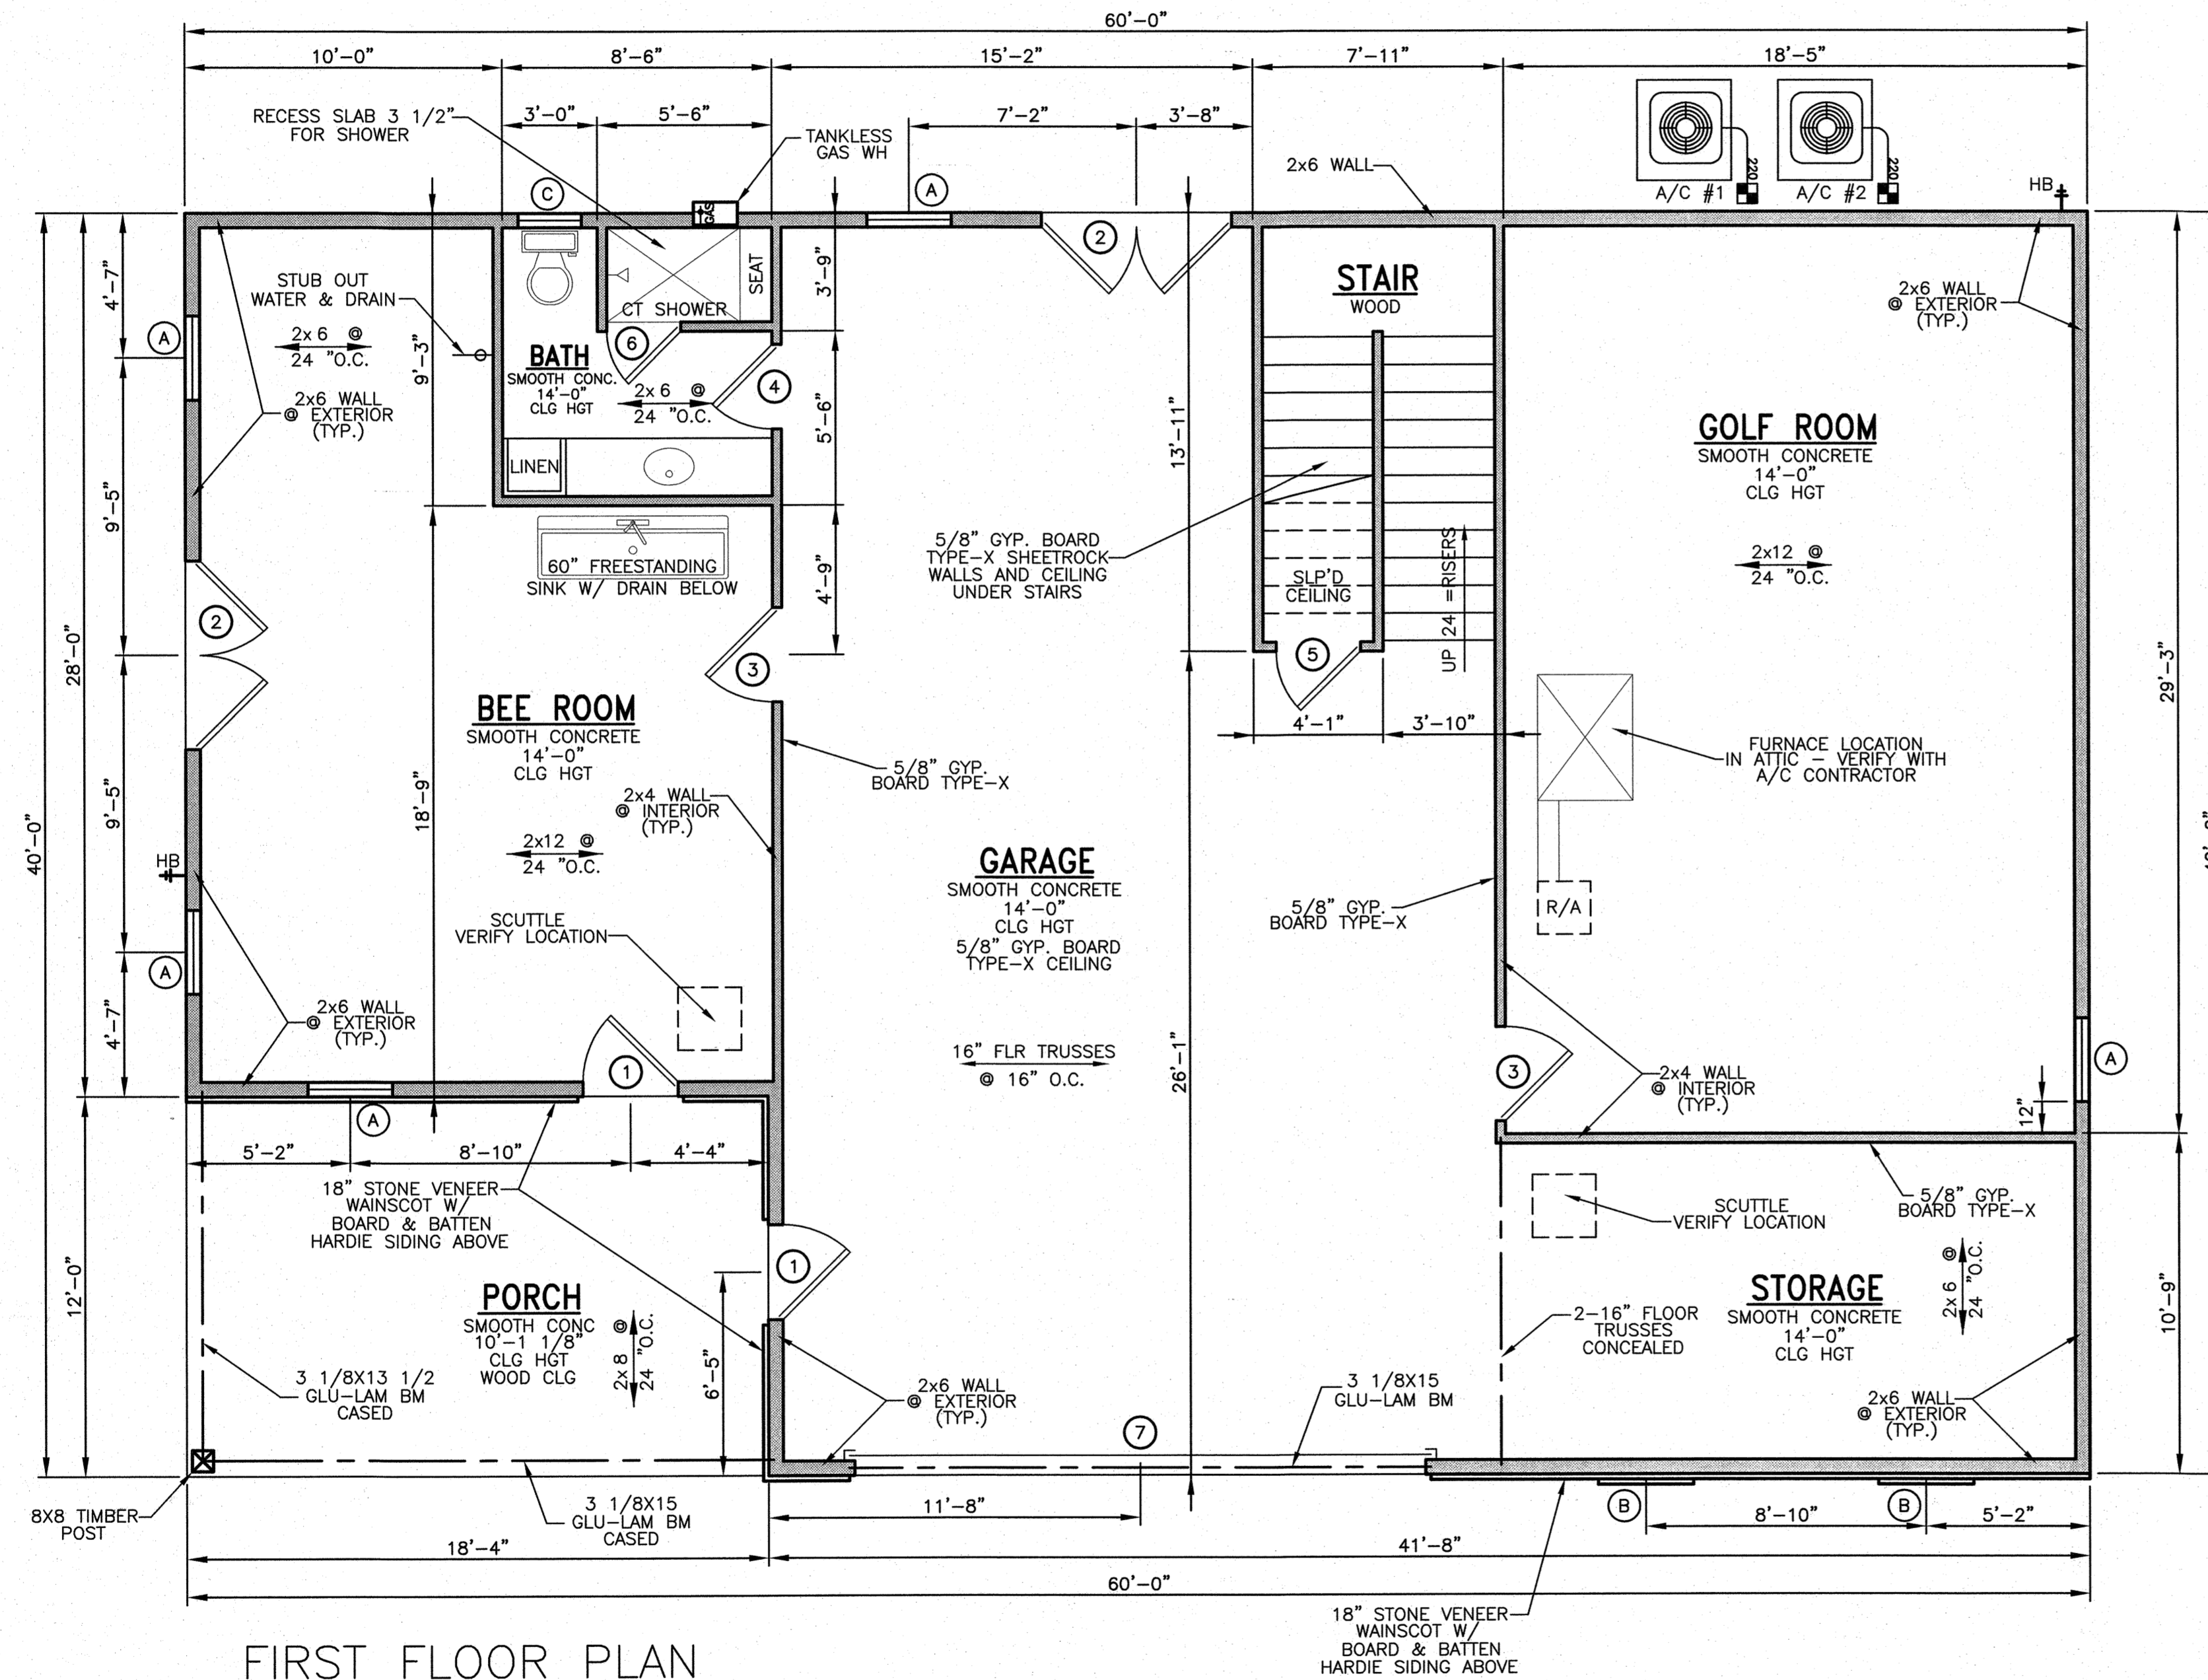 60'-0"
10'-0"
8'-6"
15'-2"
7'-11"
18'-5"
RECESS SLAB 3 1/2"
FOR SHOWER
3'-0"
5'-6"
TANKLESS
GAS WH
7'-2"
3'-8"
2x6 WALL
220
220
A/C #1
A/C #2
HB
C
A
GAS
2
4'-7"
STUB OUT
WATER & DRAIN
2x 6 @
24 "O.C.
A
9'-3"
2x6 WALL
@ EXTERIOR
(TYP.)
CT SHOWER
SEAT
3'-9"
6
BATH
SMOOTH CONC.
14'-0"
CLG HGT
2x 6 @
24 "O.C.
4
5'-6"
LINEN
13'-11"
STAIR
WOOD
2x6 WALL
@ EXTERIOR
(TYP.)
GOLF ROOM
SMOOTH CONCRETE
14'-0"
CLG HGT
2x12 @
24 "O.C.
9'-5"
60" FREESTANDING
SINK W/ DRAIN BELOW
4'-9"
5/8" GYP. BOARD
TYPE-X SHEETROCK
WALLS AND CEILING
UNDER STAIRS
SLP'D
CEILING
UP 24 =RISERS
2
3
5
4'-1"
3'-10"
28'-0"
29'-3"
40'-0"
BEE ROOM
SMOOTH CONCRETE
14'-0"
CLG HGT
5/8" GYP.
BOARD TYPE-X
FURNACE LOCATION
IN ATTIC - VERIFY WITH
A/C CONTRACTOR
9'-5"
18'-9"
2x4 WALL
@ INTERIOR
(TYP.)
2x12 @
24 "O.C.
HB
GARAGE
SMOOTH CONCRETE
14'-0"
CLG HGT
5/8" GYP. BOARD
TYPE-X CEILING
5/8" GYP.
BOARD TYPE-X
R/A
SCUTTLE
VERIFY LOCATION
A
4'-7"
2x6 WALL
@ EXTERIOR
(TYP.)
16" FLR TRUSSES
@ 16" O.C.
26'-1"
1
3
2x4 WALL
@ INTERIOR
(TYP.)
A
12"
A
5'-2"
8'-10"
4'-4"
18" STONE VENEER
WAINSCOT W/
BOARD & BATTEN
HARDIE SIDING ABOVE
SCUTTLE
VERIFY LOCATION
5/8" GYP.
BOARD TYPE-X
1
12'-0"
PORCH
SMOOTH CONC
10'-1 1/8"
CLG HGT
WOOD CLG
2x 8 @
24 "O.C.
6'-5"
STORAGE
SMOOTH CONCRETE
14'-0"
CLG HGT
2x 6 @
24 "O.C.
10'-9"
2-16" FLOOR
TRUSSES
CONCEALED
3 1/8X13 1/2
GLU-LAM BM
CASED
2x6 WALL
@ EXTERIOR
(TYP.)
3 1/8X15
GLU-LAM BM
2x6 WALL
@ EXTERIOR
(TYP.)
7
8X8 TIMBER
POST
3 1/8X15
GLU-LAM BM
CASED
11'-8"
B
B
8'-10"
5'-2"
18'-4"
41'-8"
60'-0"
18" STONE VENEER
WAINSCOT W/
BOARD & BATTEN
HARDIE SIDING ABOVE
FIRST FLOOR PLAN